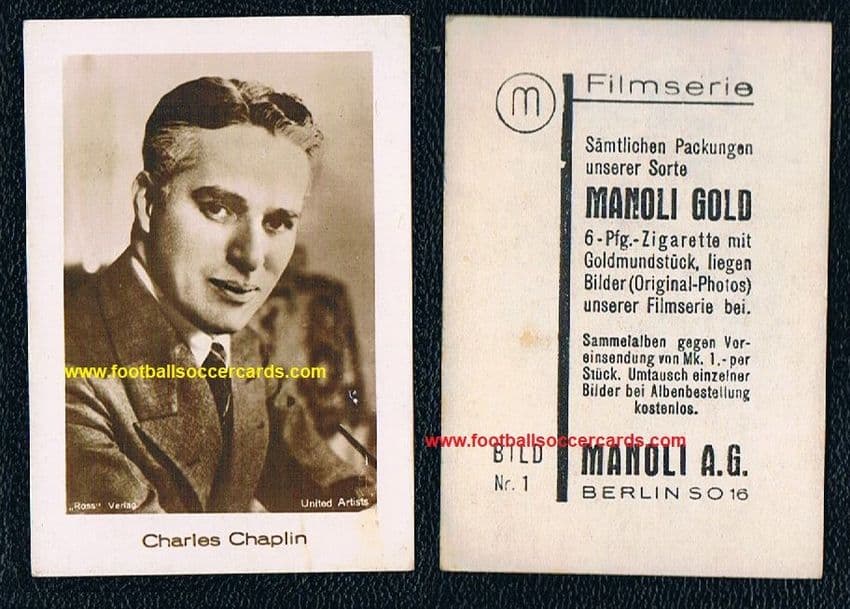 www.footballsoccercards.com
„Ross" Verlag
United Artists
Charles Chaplin
m
Filmserie
Sämtlichen Packungen
unserer Sorte
MANOLI GOLD
6-Pfg.-Zigarette mit
Goldmundstück, liegen
Bilder (Original-Photos)
unserer Filmserie bei.
Sammelalben gegen Vor-
einsendung von Mk. 1.- per
Stück. Umtausch einzelner
Bilder bei Albenbestellung
kostenlos.
www.footballsoccercards.com
BILD
Nr. 1
MANOLI A.G.
BERLIN SO 16